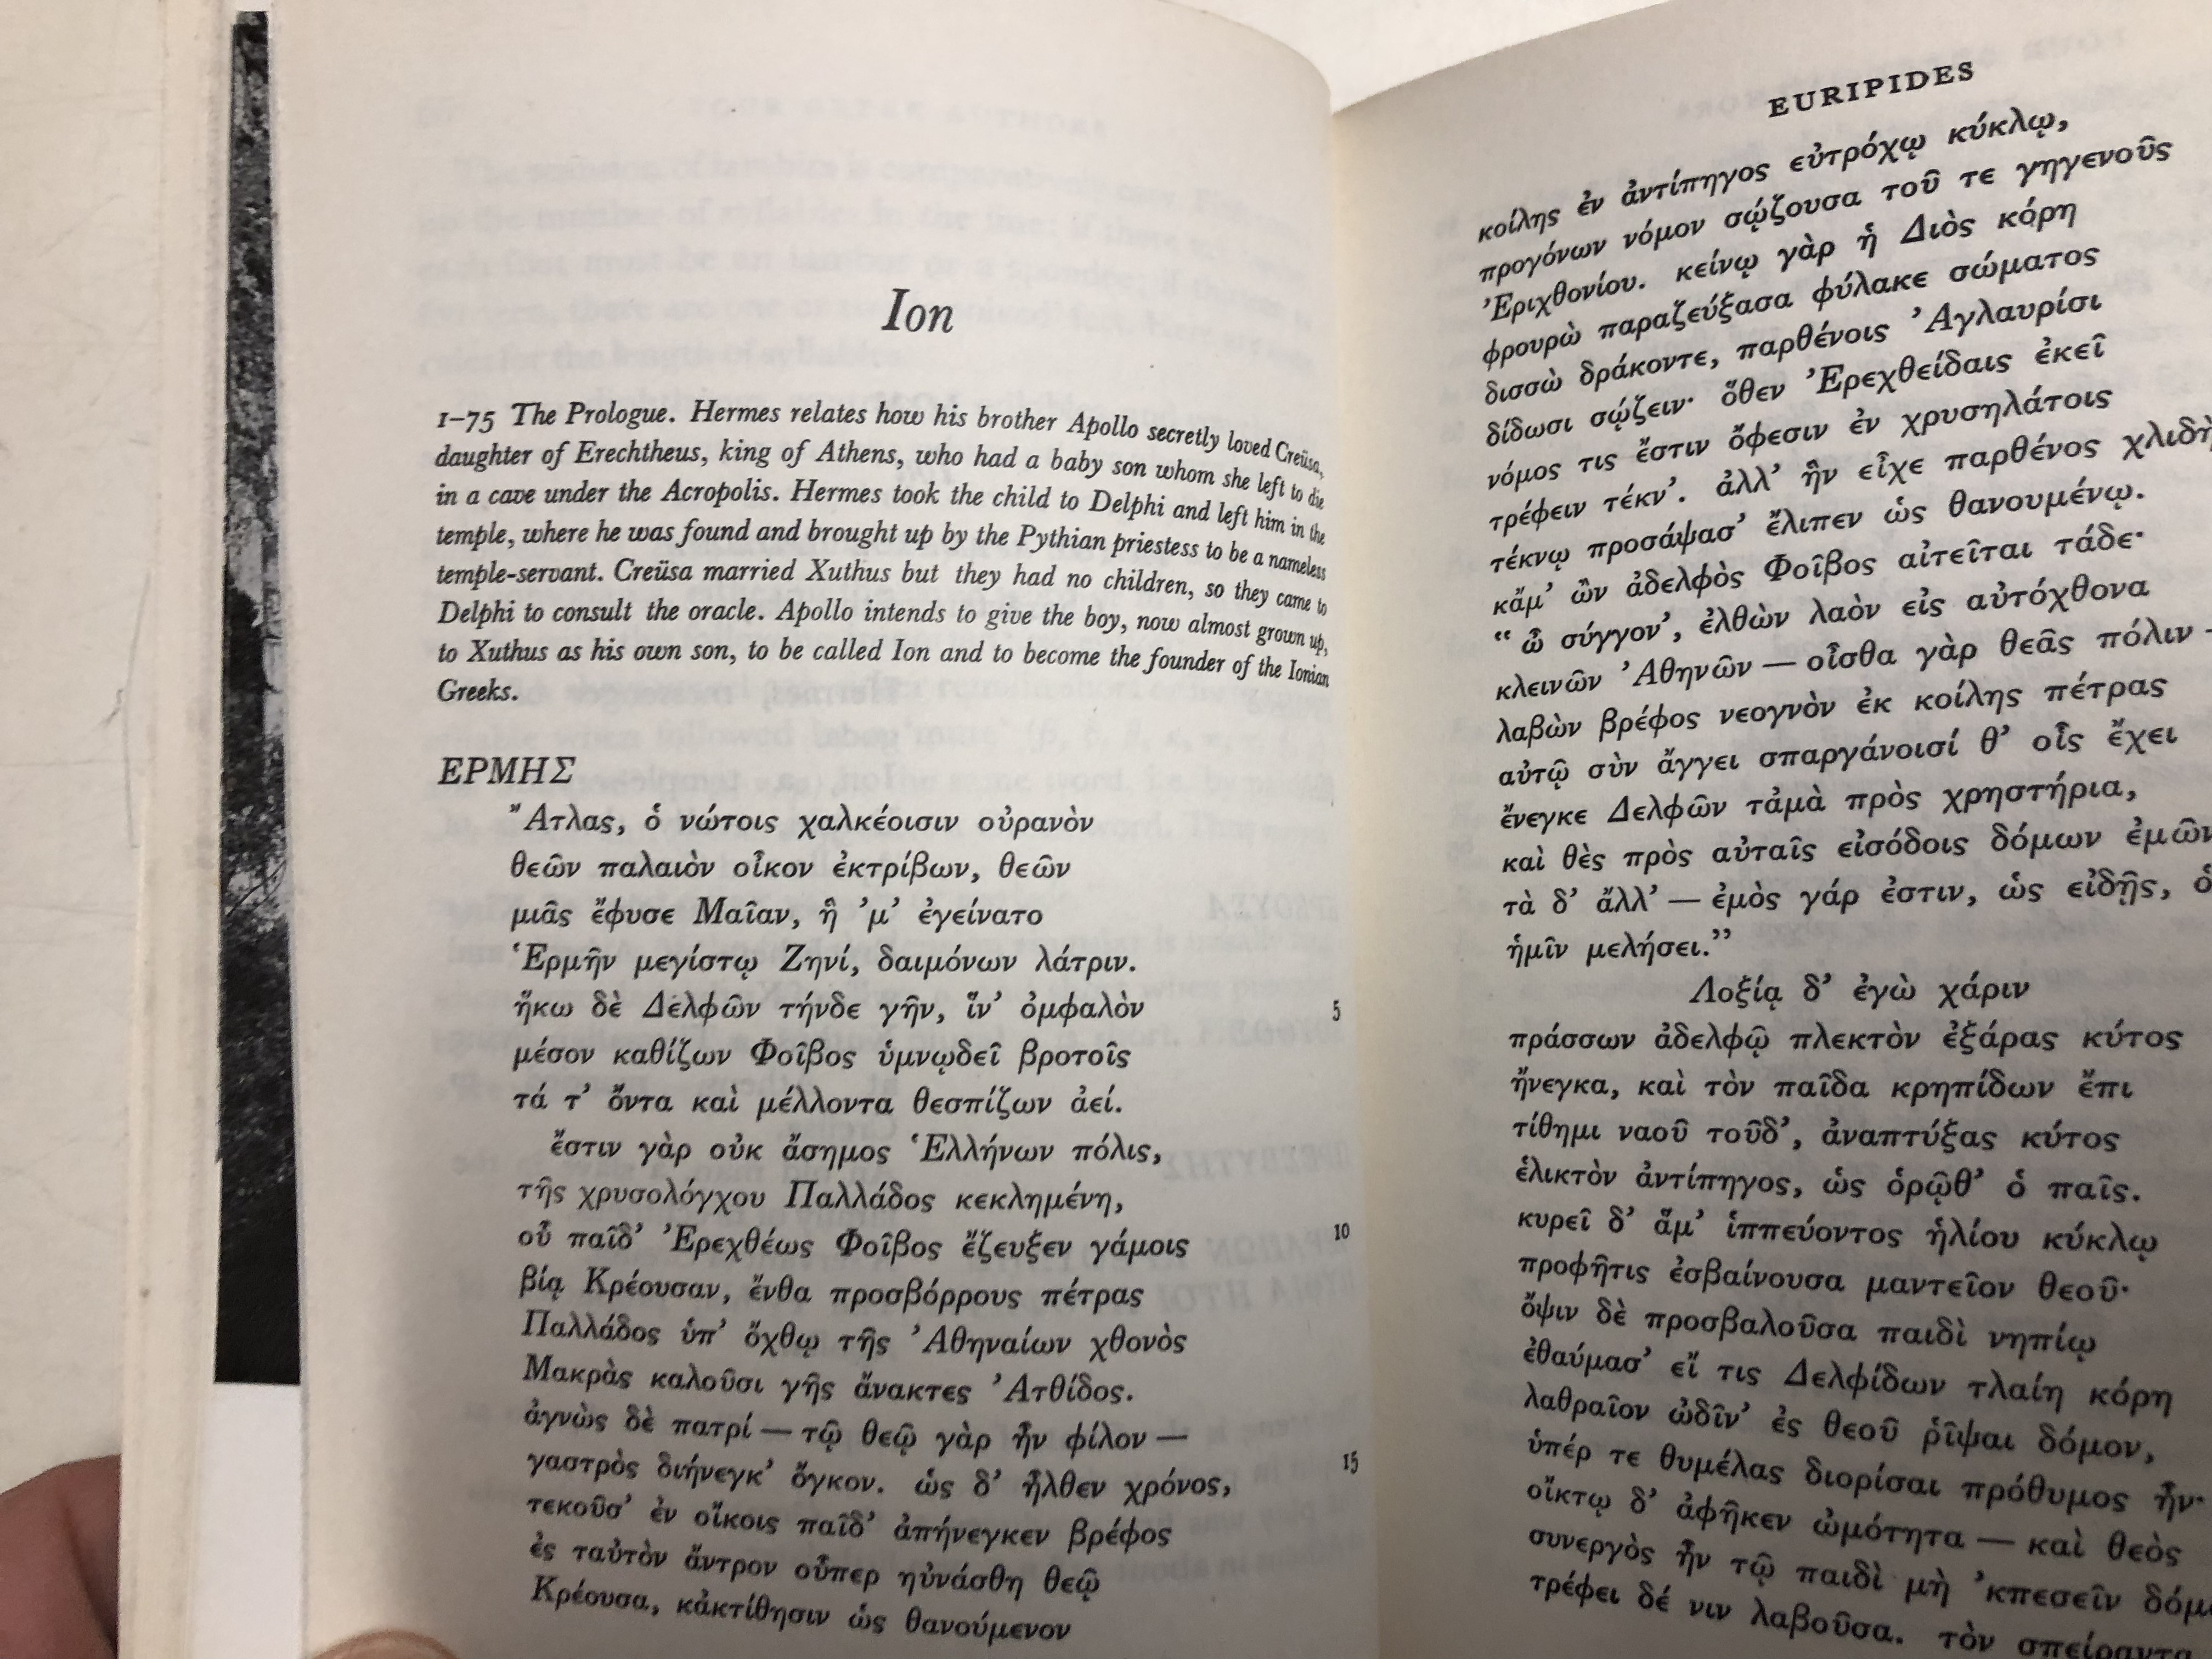 Ion
1–75 The Prologue. Hermes relates how his brother Apollo secretly loved Creüsa,
daughter of Erechtheus, king of Athens, who had a baby son whom she left to die
in a cave under the Acropolis. Hermes took the child to Delphi and left him in the
temple, where he was found and brought up by the Pythian priestess to be a nameless
temple-servant. Creüsa married Xuthus but they had no children, so they came to
Delphi to consult the oracle. Apollo intends to give the boy, now almost grown up,
to Xuthus as his own son, to be called Ion and to become the founder of the Ionian
Greeks.
ΕΡΜΗΣ
Ἄτλας, ὁ νώτοις χαλκέοισιν οὐρανὸν
θεῶν παλαιὸν οἶκον ἐκτρίβων, θεῶν
μιᾶς ἔφυσε Μαῖαν, ἣ ’μ’ ἐγείνατο
Ἑρμῆν μεγίστῳ Ζηνί, δαιμόνων λάτριν.
ἥκω δὲ Δελφῶν τήνδε γῆν, ἵν’ ὀμφαλὸν 5
μέσον καθίζων Φοῖβος ὑμνῳδεῖ βροτοῖς
τά τ’ ὄντα καὶ μέλλοντα θεσπίζων ἀεί.
ἔστιν γὰρ οὐκ ἄσημος Ἑλλήνων πόλις,
τῆς χρυσολόγχου Παλλάδος κεκλημένη,
οὗ παῖδ’ Ἐρεχθέως Φοῖβος ἔζευξεν γάμοις 10
βίᾳ Κρέουσαν, ἔνθα προσβόρρους πέτρας
Παλλάδος ὑπ’ ὄχθῳ τῆς Ἀθηναίων χθονὸς
Μακρὰς καλοῦσι γῆς ἄνακτες Ἀτθίδος.
ἀγνὼς δὲ πατρί — τῷ θεῷ γὰρ ἦν φίλον —
γαστρὸς διήνεγκ’ ὄγκον. ὡς δ’ ἦλθεν χρόνος, 15
τεκοῦσ’ ἐν οἴκοις παῖδ’ ἀπήνεγκεν βρέφος
ἐς ταὐτὸν ἄντρον οὗπερ ηὐνάσθη θεῷ
Κρέουσα, κἀκτίθησιν ὡς θανούμενον
EURIPIDES
κοίλης ἐν ἀντίπηγος εὐτρόχῳ κύκλῳ,
προγόνων νόμον σῴζουσα τοῦ τε γηγενοῦς
Ἐριχθονίου. κείνῳ γὰρ ἡ Διὸς κόρη
φρουρὼ παραζεύξασα φύλακε σώματος
δισσὼ δράκοντε, παρθένοις Ἀγλαυρίσι
δίδωσι σῴζειν· ὅθεν Ἐρεχθείδαις ἐκεῖ
νόμος τις ἔστιν ὄφεσιν ἐν χρυσηλάτοις
τρέφειν τέκν’. ἀλλ’ ἣν εἶχε παρθένος χλιδὴ
τέκνῳ προσάψασ’ ἔλιπεν ὡς θανουμένῳ.
κἄμ’ ὢν ἀδελφὸς Φοῖβος αἰτεῖται τάδε·
“ ὦ σύγγον’, ἐλθὼν λαὸν εἰς αὐτόχθονα
κλεινῶν Ἀθηνῶν — οἶσθα γὰρ θεᾶς πόλιν —
λαβὼν βρέφος νεογνὸν ἐκ κοίλης πέτρας
αὐτῷ σὺν ἄγγει σπαργάνοισί θ’ οἷς ἔχει
ἔνεγκε Δελφῶν τἀμὰ πρὸς χρηστήρια,
καὶ θὲς πρὸς αὐταῖς εἰσόδοις δόμων ἐμῶν
τὰ δ’ ἄλλ’ — ἐμὸς γάρ ἐστιν, ὡς εἰδῇς, ὁ
ἡμῖν μελήσει.”
Λοξίᾳ δ’ ἐγὼ χάριν
πράσσων ἀδελφῷ πλεκτὸν ἐξάρας κύτος
ἤνεγκα, καὶ τὸν παῖδα κρηπίδων ἔπι
τίθημι ναοῦ τοῦδ’, ἀναπτύξας κύτος
ἑλικτὸν ἀντίπηγος, ὡς ὁρῷθ’ ὁ παῖς.
κυρεῖ δ’ ἅμ’ ἱππεύοντος ἡλίου κύκλῳ
προφῆτις ἐσβαίνουσα μαντεῖον θεοῦ·
ὄψιν δὲ προσβαλοῦσα παιδὶ νηπίῳ
ἐθαύμασ’ εἴ τις Δελφίδων τλαίη κόρη
λαθραῖον ὠδῖν’ ἐς θεοῦ ῥῖψαι δόμον,
ὑπέρ τε θυμέλας διορίσαι πρόθυμος ἦν·
οἴκτῳ δ’ ἀφῆκεν ὠμότητα — καὶ θεὸς
συνεργὸς ἦν τῷ παιδὶ μὴ ’κπεσεῖν δόμ
τρέφει δέ νιν λαβοῦσα. τὸν σπείραντα